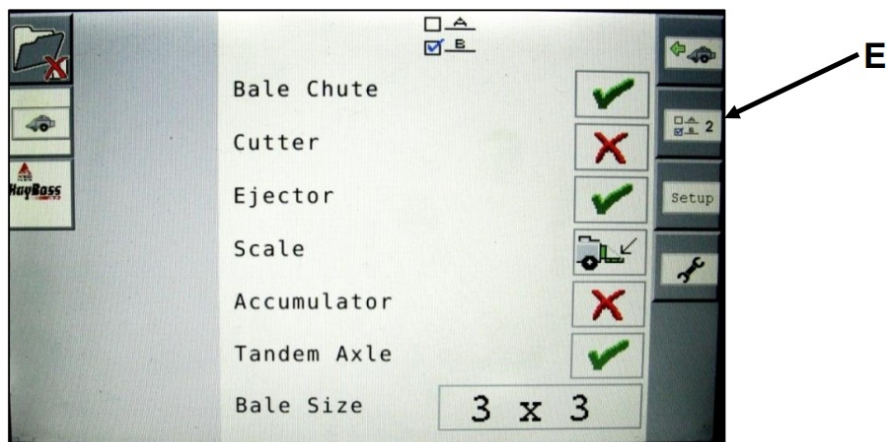 A
B
Bale Chute
Cutter
Ejector
Scale
Accumulator
Tandem Axle
Bale Size 3 x 3
HayBoss
A
B 2
Setup
E